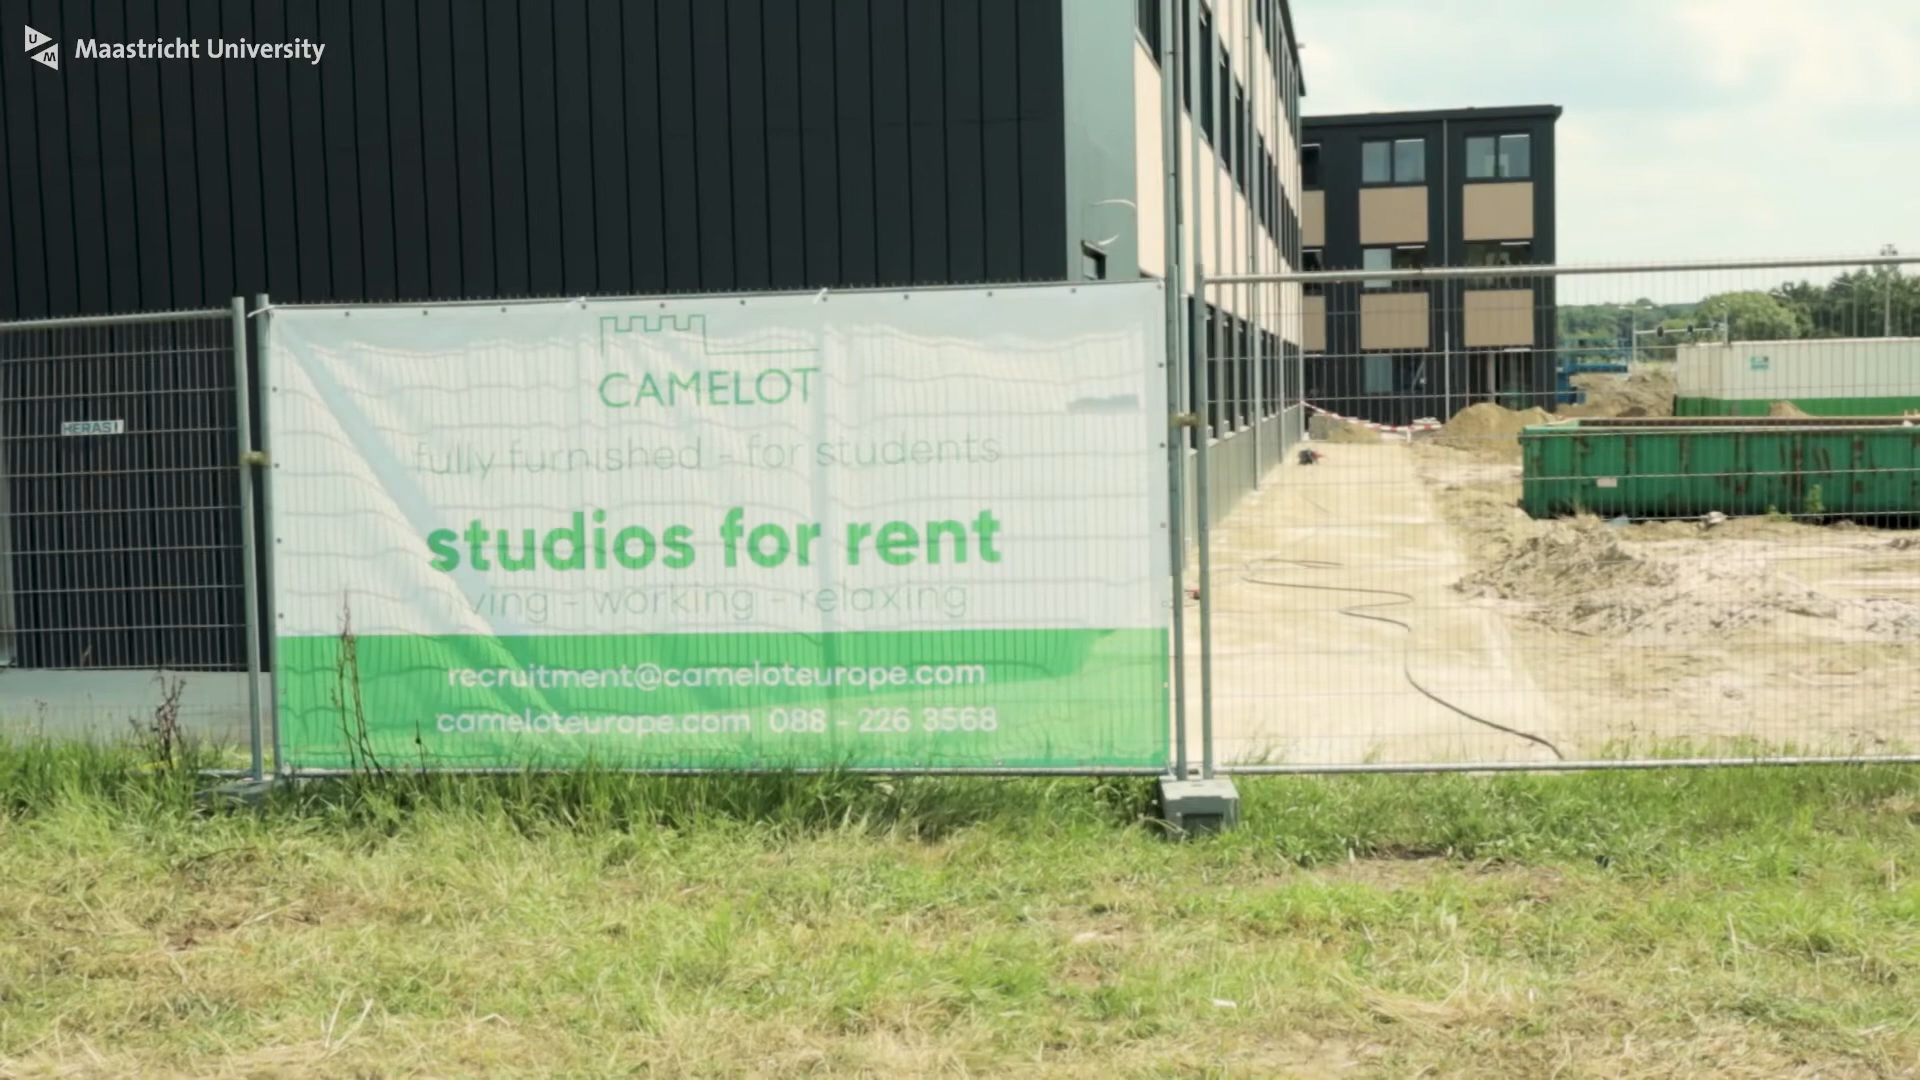 UM
Maastricht University
HERAS
CAMELOT
fully furnished - for students
studios for rent
living - working - relaxing
recruitment@cameloteurope.com
cameloteurope.com 088 - 226 3568